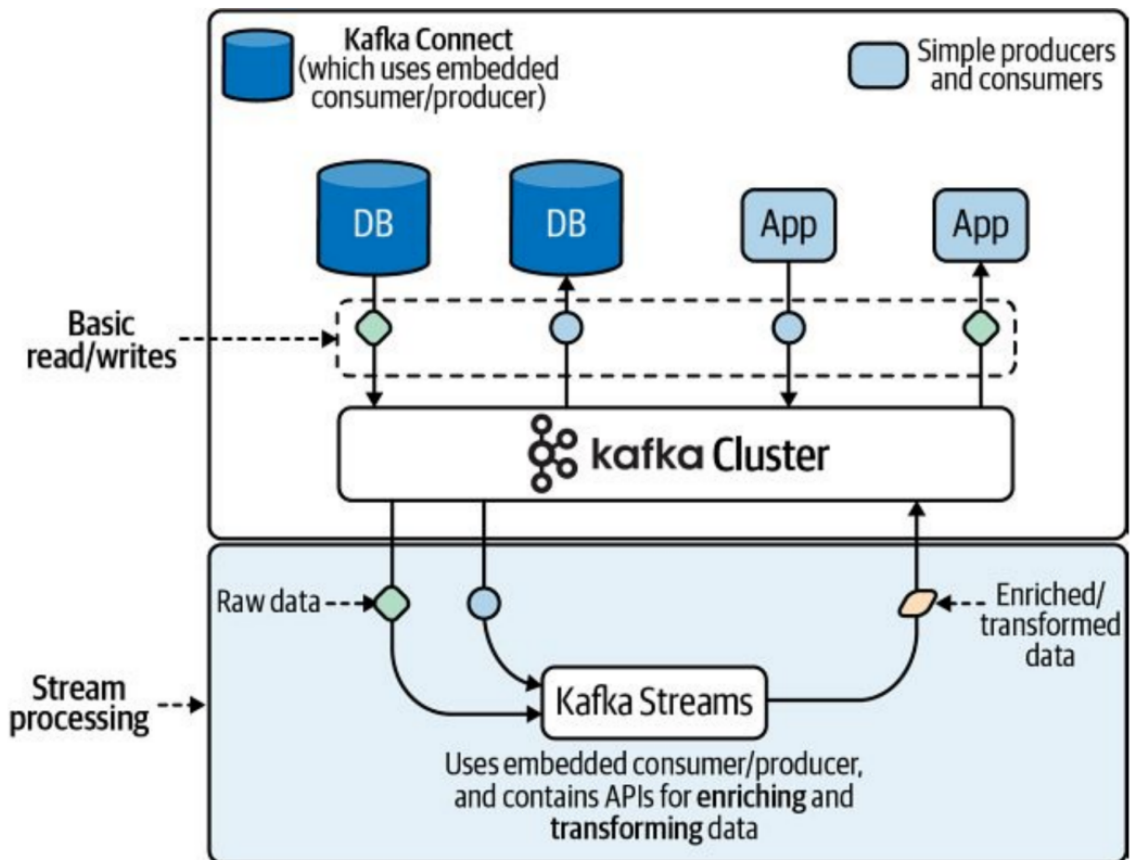 Kafka Connect
(which uses embedded
consumer/producer)
Simple producers
and consumers
DB
DB
App
App
Basic
read/writes
kafka Cluster
Raw data
Enriched/
transformed
data
Stream
processing
Kafka Streams
Uses embedded consumer/producer,
and contains APIs for enriching and
transforming data